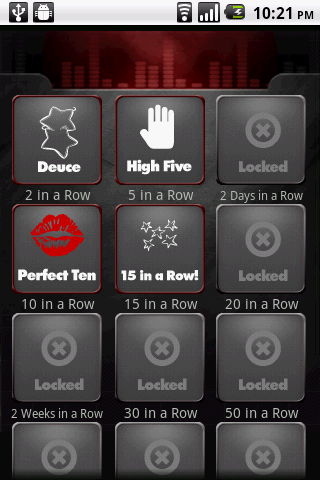 10:21 PM
Deuce
High Five
Locked
2 in a Row
5 in a Row
2 Days in a Row
Perfect Ten
15 in a Row!
Locked
10 in a Row
15 in a Row
20 in a Row
Locked
Locked
Locked
2 Weeks in a Row
30 in a Row
50 in a Row